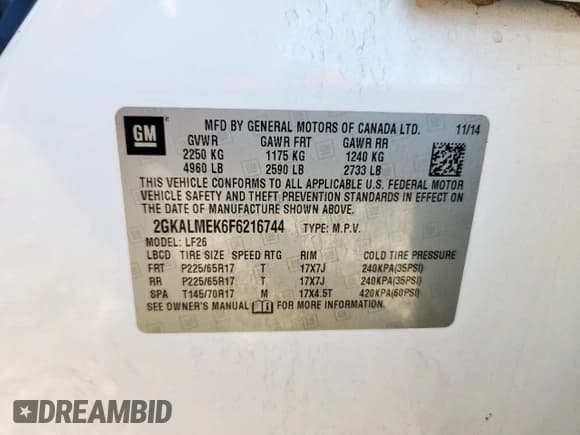 GM
MFD BY GENERAL MOTORS OF CANADA LTD. 11/14
GVWR GAWR FRT GAWR RR
2250 KG 1175 KG 1240 KG
4960 LB 2590 LB 2733 LB
THIS VEHICLE CONFORMS TO ALL APPLICABLE U.S. FEDERAL MOTOR
VEHICLE SAFETY AND THEFT PREVENTION STANDARDS IN EFFECT ON
THE DATE OF MANUFACTURE SHOWN ABOVE.
2GKALMEK6F6216744 TYPE: M.P.V.
MODEL: LF26
LBCD TIRE SIZE SPEED RTG RIM COLD TIRE PRESSURE
FRT P225/65R17 T 17X7J 240KPA(35PSI)
RR P225/65R17 T 17X7J 240KPA(35PSI)
SPA T145/70R17 M 17X4.5T 420KPA(60PSI)
SEE OWNER'S MANUAL FOR MORE INFORMATION.
DREAMBID